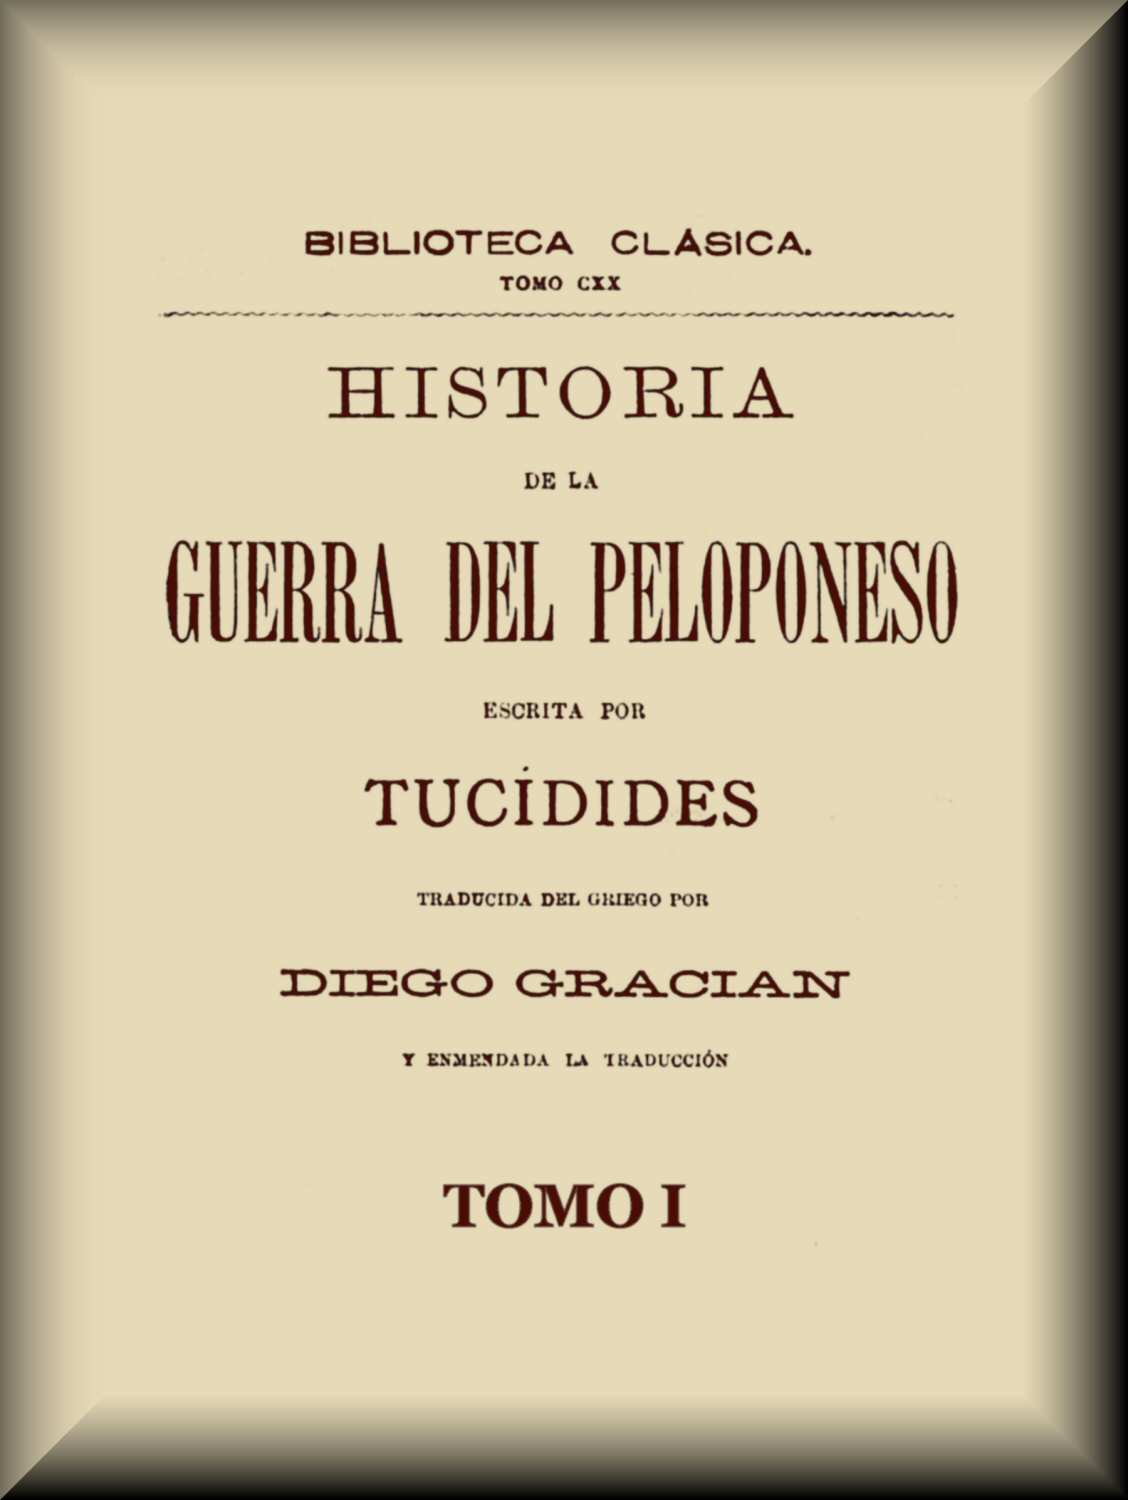 BIBLIOTECA CLÁSICA.
TOMO CXX
HISTORIA
DE LA
GUERRA DEL PELOPONESO
ESCRITA POR
TUCÍDIDES
TRADUCIDA DEL GRIEGO POR
DIEGO GRACIAN
Y ENMENDADA LA TRADUCCIÓN
TOMO I